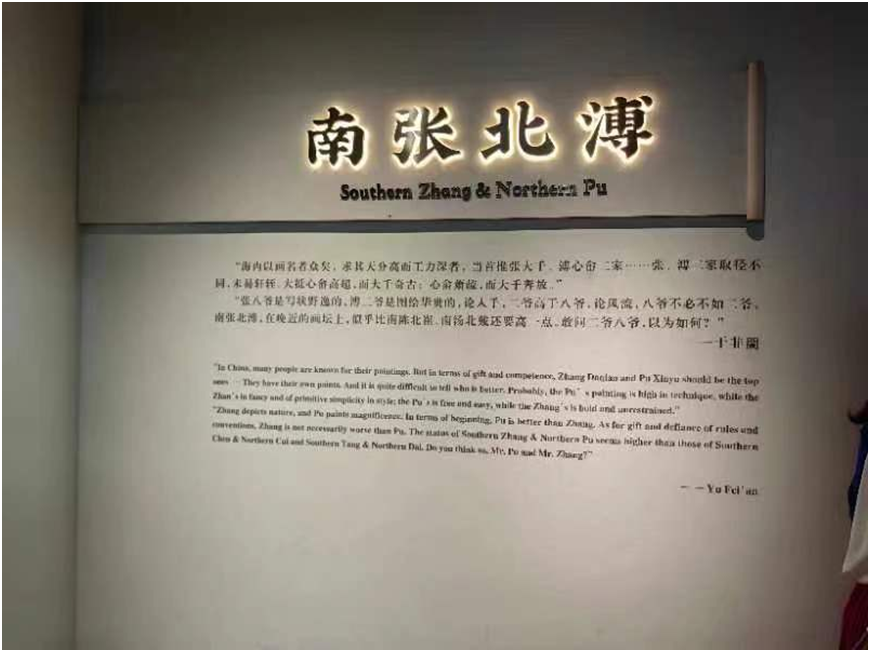 南张北溥
Southern Zhang & Northern Pu
“海内以画名者众矣，求其天分高而工力深者，当首推张大千、溥心畬二家……张、溥二家取径不
同，未易轩轾。大抵心畬高超，而大千奇古；心畬萧疏，而大千奔放。”
“张八爷是写状野逸的，溥二爷是图绘华贵的，论入手，二爷高于八爷，论风流，八爷不必不如二爷，
南张北溥，在晚近的画坛上，似乎比南陈北崔、南汤北戴还要高一点，敢问二爷八爷，以为如何？”
—于非闇
"In China, many people are known for their paintings. But in terms of gift and competence, Zhang Daqian and Pu Xinyu should be the top
ones … They have their own points. And it is quite difficult to tell who is better. Probably, the Pu's painting is high in technique, while the
Zhan's is fancy and of primitive simplicity in style; the Pu's is free and easy, while the Zhang's is bold and unrestrained."
"Zhang depicts nature, and Pu paints magnificence. In terms of beginning, Pu is better than Zhang. As for gift and defiance of rules and
conventions, Zhang is not necessarily worse than Pu. The status of Southern Zhang & Northern Pu seems higher than those of Southern
Chen & Northern Cui and Southern Tang & Northern Dai. Do you think so, Mr. Pu and Mr. Zhang?"
— —Yu Fei'an